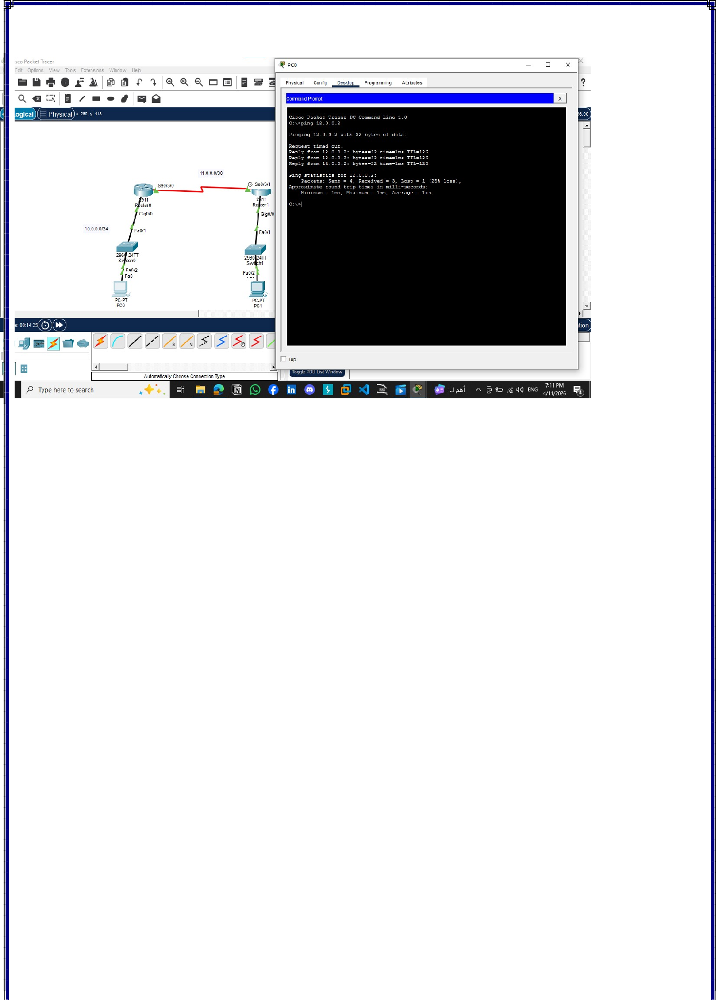 sco Packet Tracer
Edit Options View Tools Extensions Window Help
ogical Physical x: 295, y: 418
11.0.0.0/30
Se0/3/0
Se0/3/1
2911
Router0
Router1
Gig0/0
Gig0/0
10.0.0.0/24
Fa0/1
Fa0/1
2960-24TT
Switch0
2960-24TT
Switch1
Fa0/2
Fa0
Fa0/2
PC-PT
PC0
PC-PT
PC1
e: 00:14:35
S
M
Automatically Choose Connection Type
PC0
Physical Config Desktop Programming Attributes
Command Prompt
X
Cisco Packet Tracer PC Command Line 1.0
C:\>ping 12.0.0.2
Pinging 12.0.0.2 with 32 bytes of data:
Request timed out.
Reply from 12.0.0.2: bytes=32 time=1ms TTL=126
Reply from 12.0.0.2: bytes=32 time=1ms TTL=126
Reply from 12.0.0.2: bytes=32 time=1ms TTL=126
Ping statistics for 12.0.0.2:
Packets: Sent = 4, Received = 3, Lost = 1 (25% loss),
Approximate round trip times in milli-seconds:
Minimum = 1ms, Maximum = 1ms, Average = 1ms
C:\>
Top
?
tion
Toggle PDU List Window
Type here to search
أهم ا...
ENG
7:11 PM
4/11/2026
4